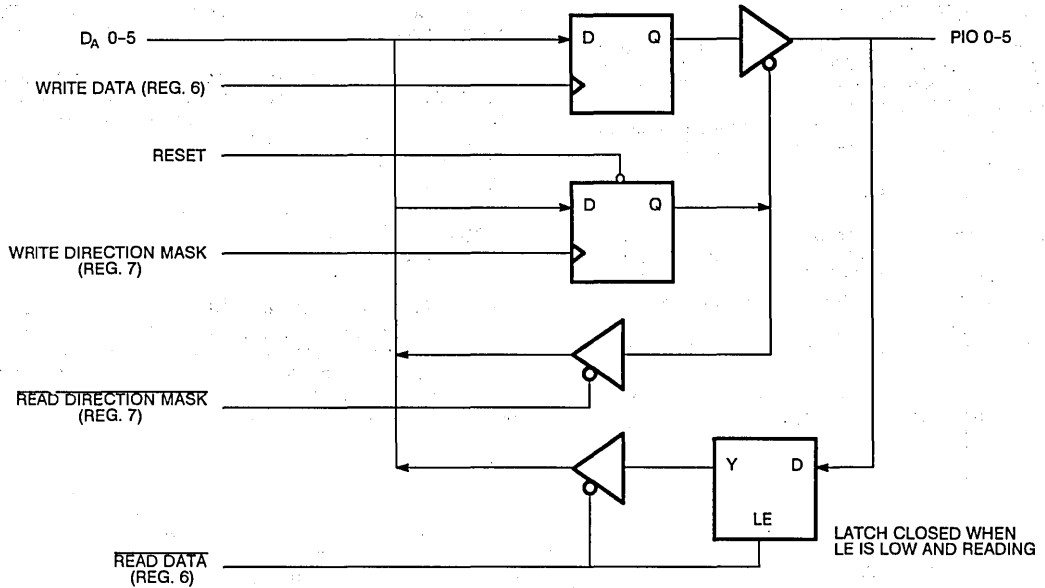 D_A 0–5
D Q
PIO 0–5
WRITE DATA (REG. 6)
RESET
D Q
WRITE DIRECTION MASK
(REG. 7)
READ DIRECTION MASK
(REG. 7)
Y D
LE
LATCH CLOSED WHEN
LE IS LOW AND READING
READ DATA
(REG. 6)